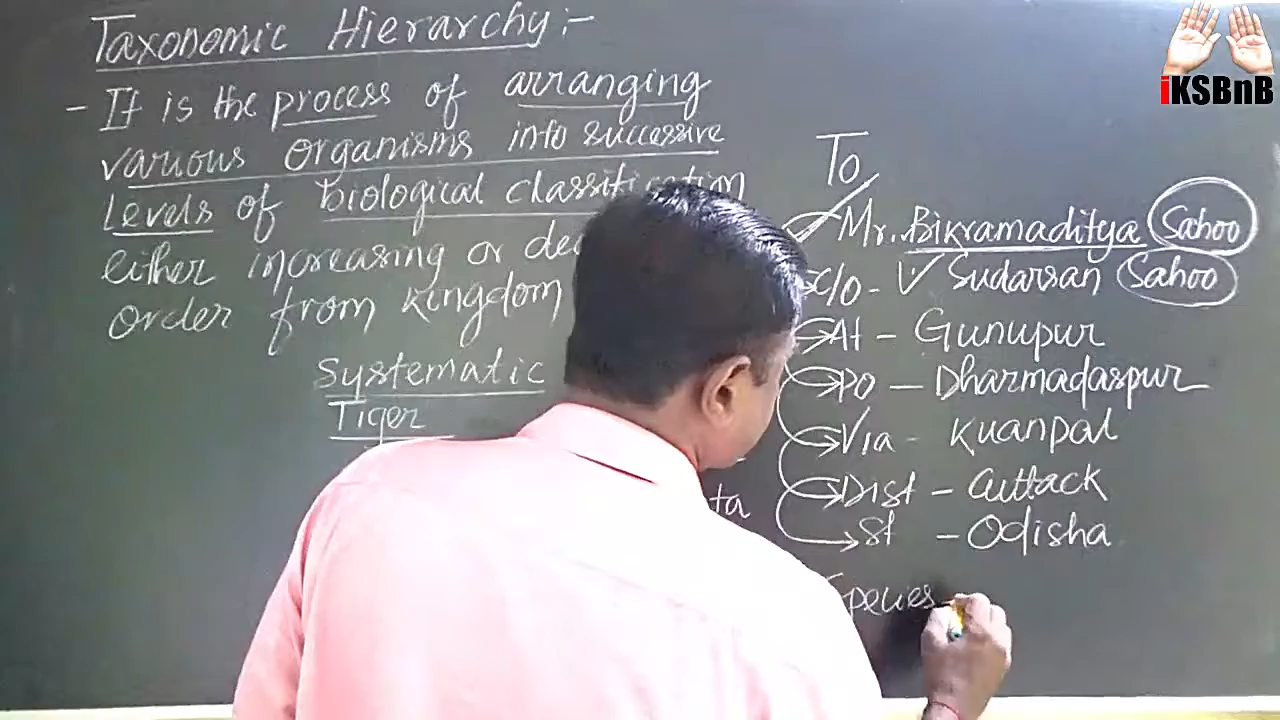 Taxonomic Hierarchy:-
- It is the process of arranging
various organisms into successive
levels of biological classification
either increasing or dec
order from Kingdom
Systematic
Tiger
ta
To
Mr. Bikramaditya Sahoo
C/O - Sudarsan Sahoo
At - Gunupur
PO - Dharmadaspur
Via - Kuanpal
Dist - Cuttack
St - Odisha
Species
iKSBnB